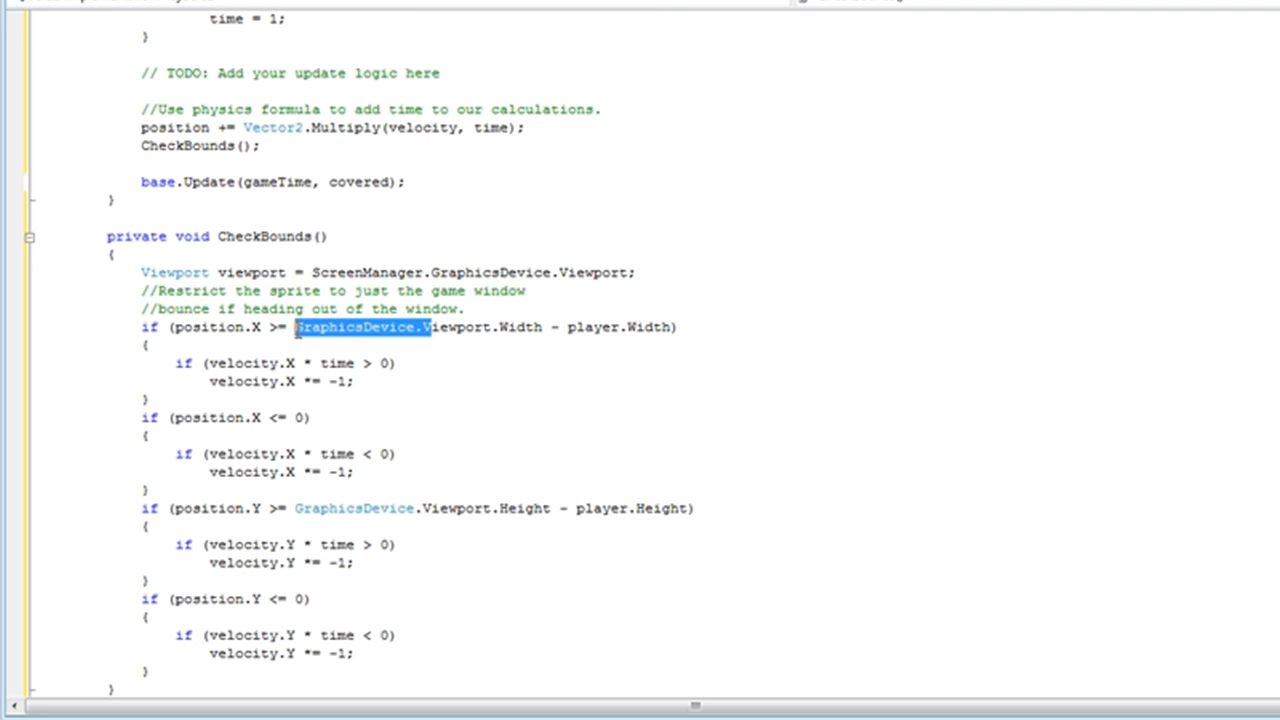 time = 1;
}
// TODO: Add your update logic here
//Use physics formula to add time to our calculations.
position += Vector2.Multiply(velocity, time);
CheckBounds();
base.Update(gameTime, covered);
}
private void CheckBounds()
{
Viewport viewport = ScreenManager.GraphicsDevice.Viewport;
//Restrict the sprite to just the game window
//bounce if heading out of the window.
if (position.X >= GraphicsDevice.Viewport.Width - player.Width)
{
if (velocity.X * time > 0)
velocity.X *= -1;
}
if (position.X <= 0)
{
if (velocity.X * time < 0)
velocity.X *= -1;
}
if (position.Y >= GraphicsDevice.Viewport.Height - player.Height)
{
if (velocity.Y * time > 0)
velocity.Y *= -1;
}
if (position.Y <= 0)
{
if (velocity.Y * time < 0)
velocity.Y *= -1;
}
}